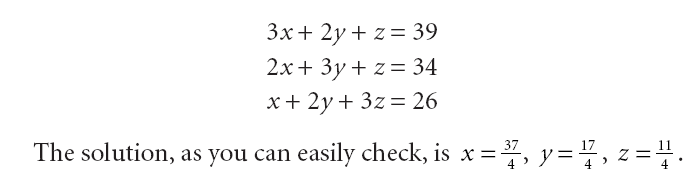 3x + 2y + z = 39
2x + 3y + z = 34
x + 2y + 3z = 26
The solution, as you can easily check, is x = 37/4, y = 17/4, z = 11/4.